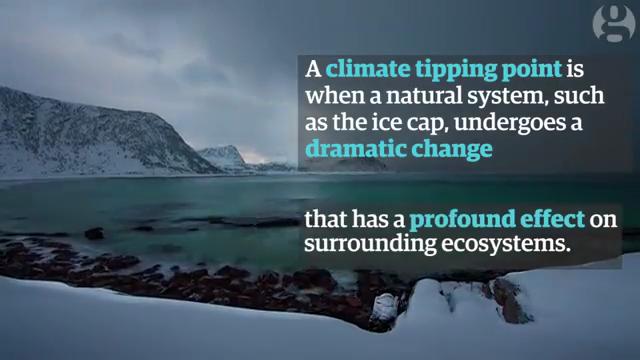 A climate tipping point is
when a natural system, such
as the ice cap, undergoes a
dramatic change
that has a profound effect on
surrounding ecosystems.